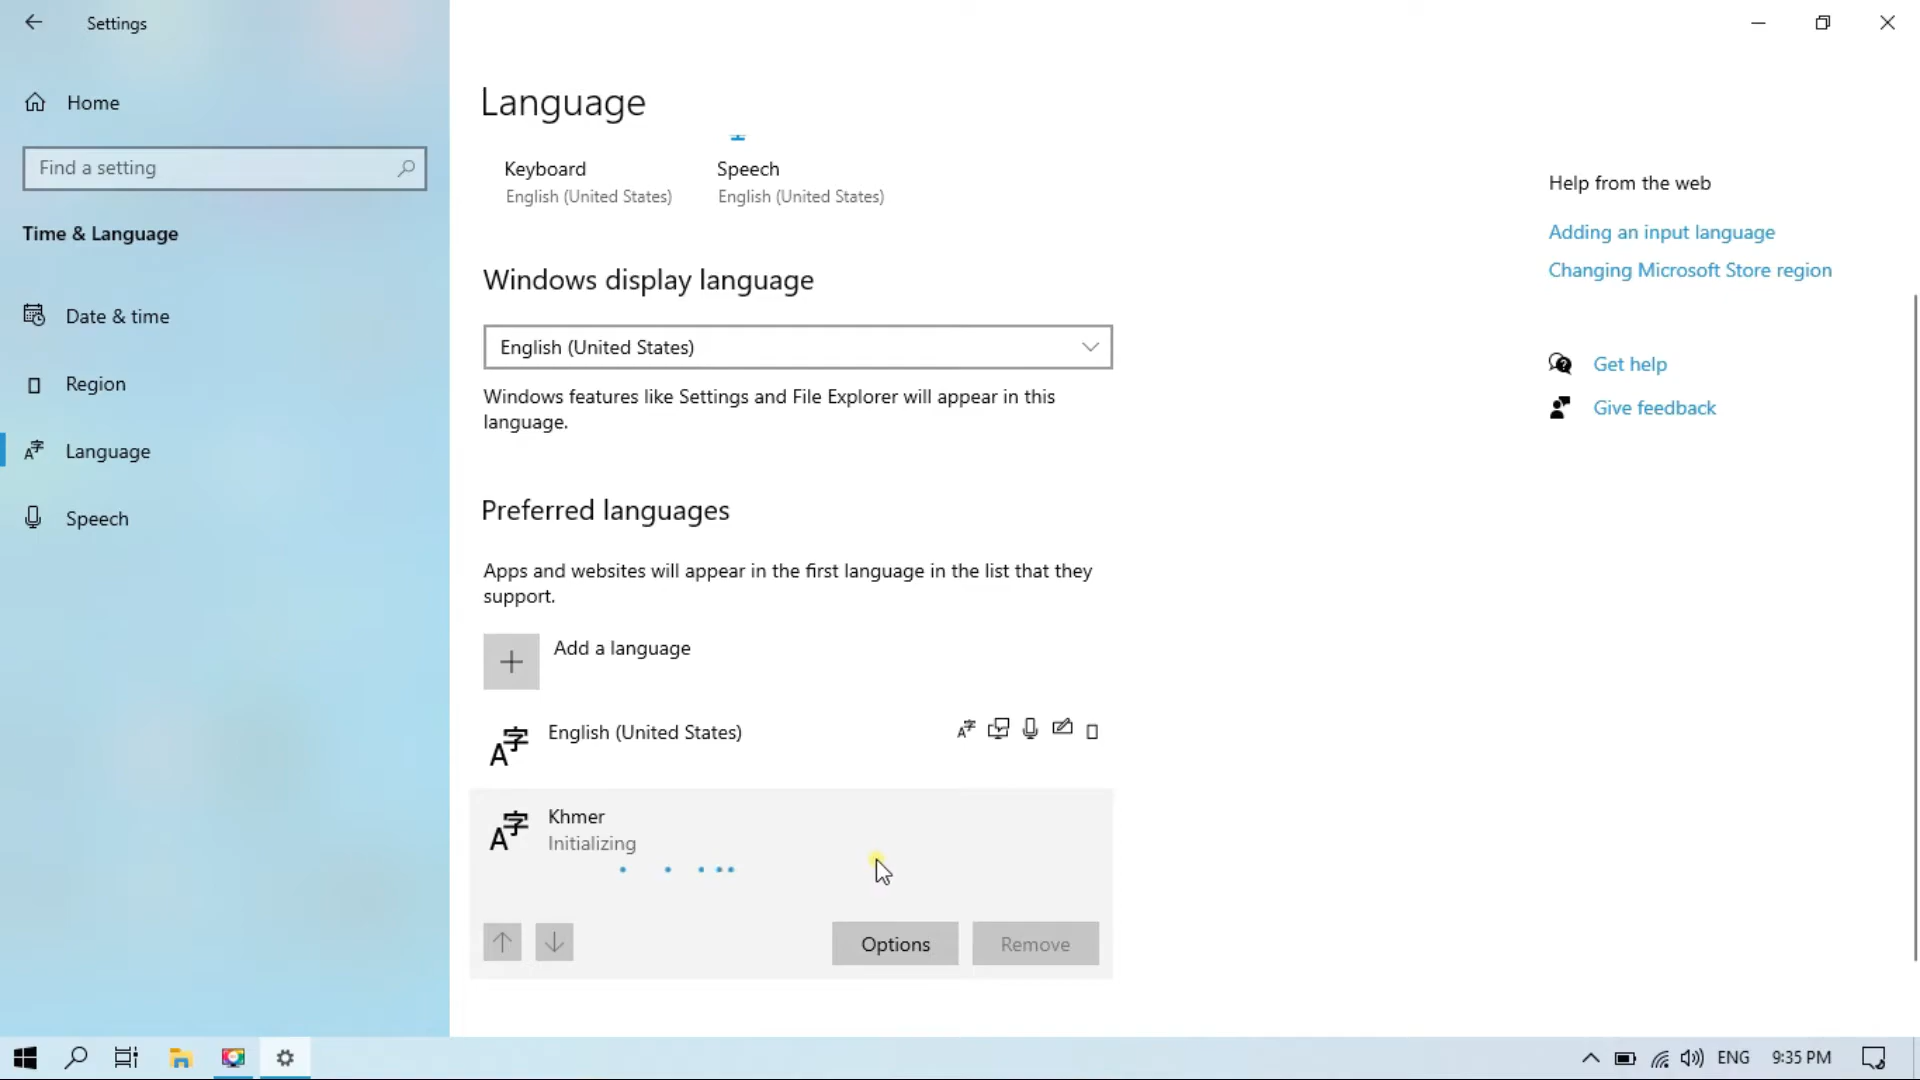 Settings
Home
Find a setting
Time & Language
Date & time
Region
Language
Speech
Language
Keyboard
English (United States)
Speech
English (United States)
Windows display language
English (United States)
Windows features like Settings and File Explorer will appear in this
language.
Preferred languages
Apps and websites will appear in the first language in the list that they
support.
Add a language
English (United States)
Khmer
Initializing
Options
Remove
Help from the web
Adding an input language
Changing Microsoft Store region
Get help
Give feedback
ENG
9:35 PM